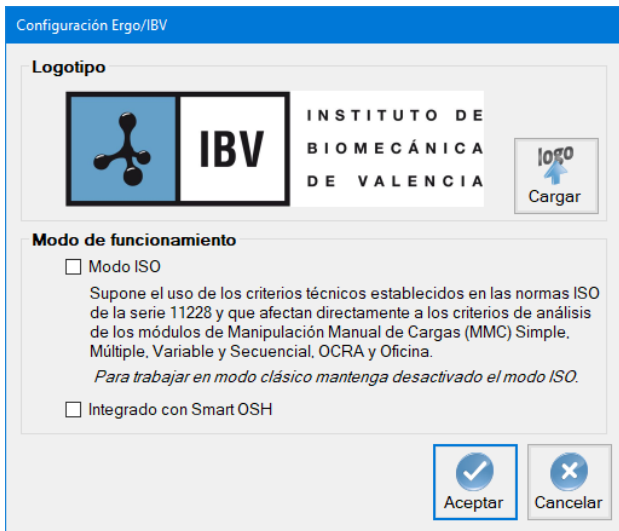 Configuración Ergo/IBV
Logotipo
IBV
INSTITUTO DE
BIOMECÁNICA
DE VALENCIA
logo
Cargar
Modo de funcionamiento
Modo ISO
Supone el uso de los criterios técnicos establecidos en las normas ISO
de la serie 11228 y que afectan directamente a los criterios de análisis
de los módulos de Manipulación Manual de Cargas (MMC) Simple,
Múltiple, Variable y Secuencial, OCRA y Oficina.
Para trabajar en modo clásico mantenga desactivado el modo ISO.
Integrado con Smart OSH
Aceptar
Cancelar